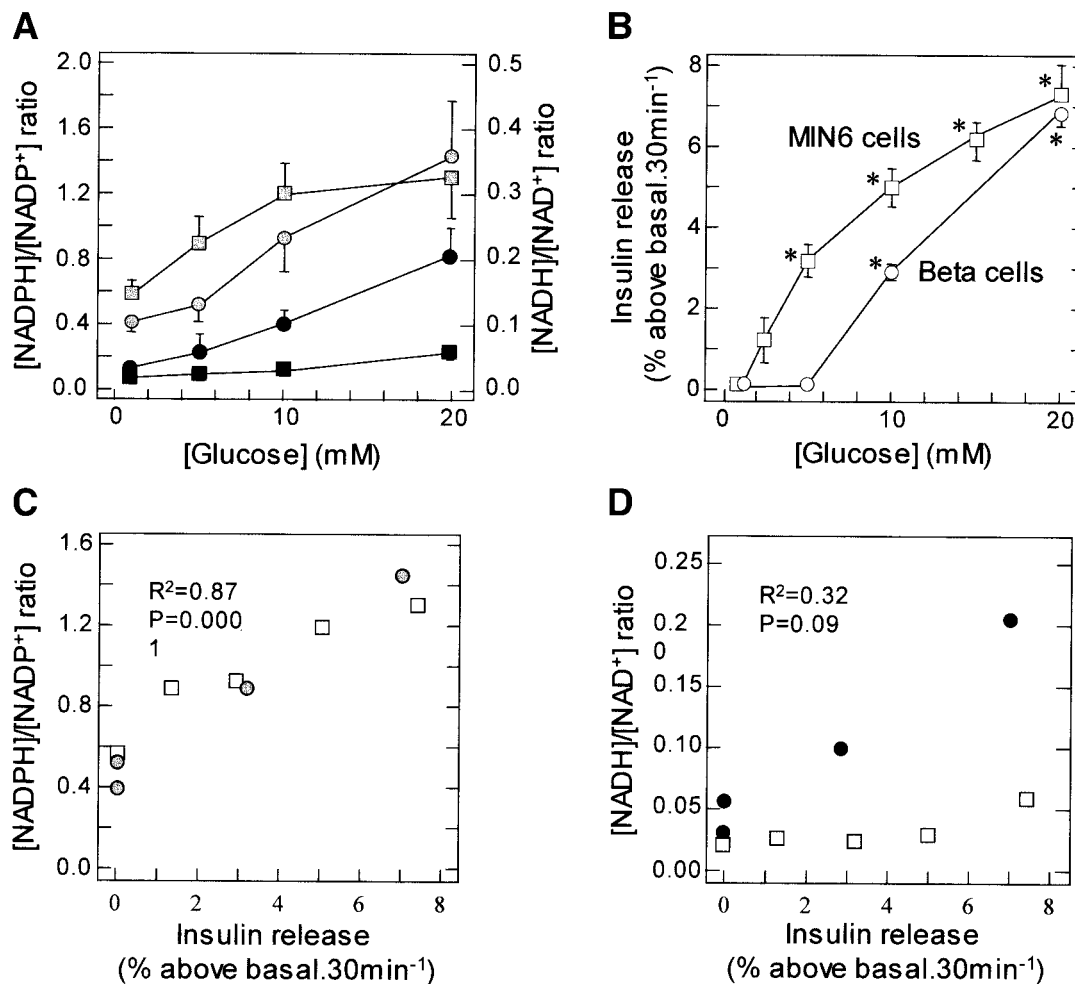 A
[NADPH]/[NADP+] ratio
2.0
1.6
1.2
0.8
0.4
0.0
0.5
0.4
0.3
0.2
0.1
0.0
[NADH]/[NAD+] ratio
0
10
20
[Glucose] (mM)
B
Insulin release
(% above basal.30min-1)
8
6
4
2
0
MIN6 cells
Beta cells
*
*
*
*
*
*
0
10
20
[Glucose] (mM)
C
[NADPH]/[NADP+] ratio
1.6
1.2
0.8
0.4
0.0
R2=0.87
P=0.000
1
0
2
4
6
8
Insulin release
(% above basal.30min-1)
D
[NADH]/[NAD+] ratio
0.25
0.2
0
0.15
0.10
0.05
0.00
R2=0.32
P=0.09
0
2
4
6
8
Insulin release
(% above basal.30min-1)